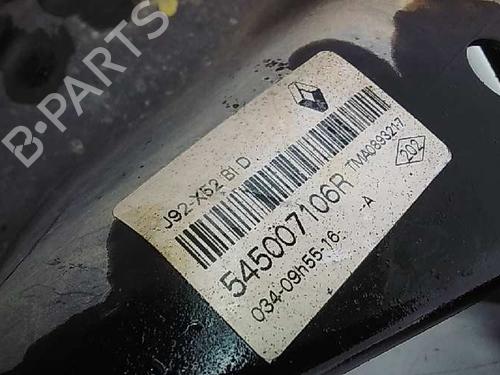 B-PARTS
J92-X52 BI D
TMA0893217
202
545007106R
034-09h55-16- -A